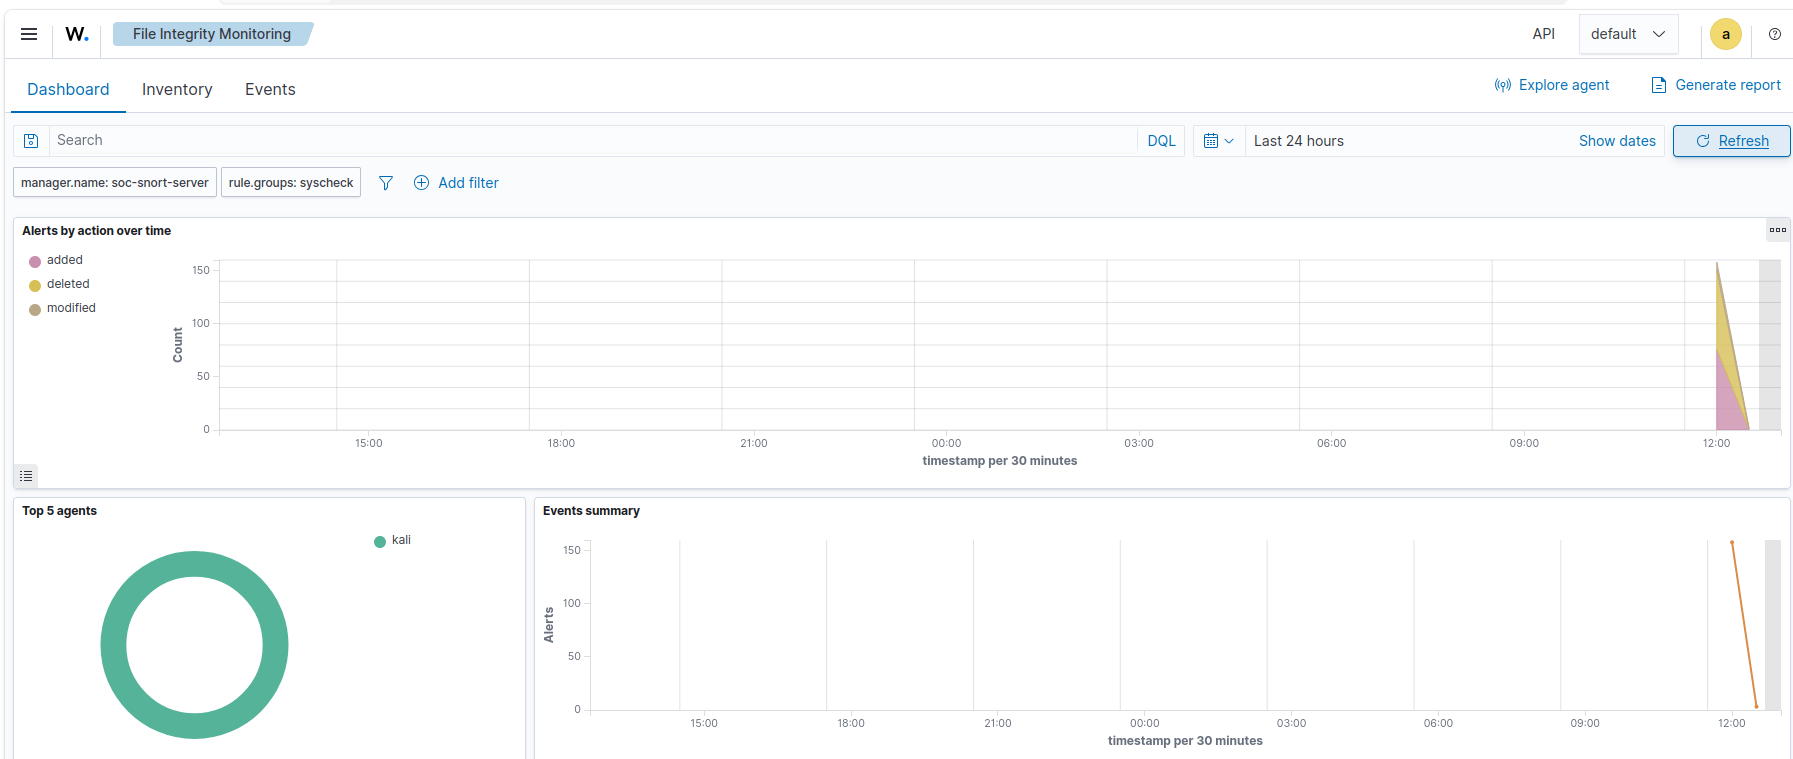 W. File Integrity Monitoring API default a
Dashboard Inventory Events Explore agent Generate report
Search DQL Last 24 hours Show dates Refresh
manager.name: soc-snort-server rule.groups: syscheck Add filter
Alerts by action over time
added
deleted
modified
Count
150
100
50
0
15:00 18:00 21:00 00:00 03:00 06:00 09:00 12:00
timestamp per 30 minutes
Top 5 agents
kali
Events summary
Alerts
150
100
50
0
15:00 18:00 21:00 00:00 03:00 06:00 09:00 12:00
timestamp per 30 minutes